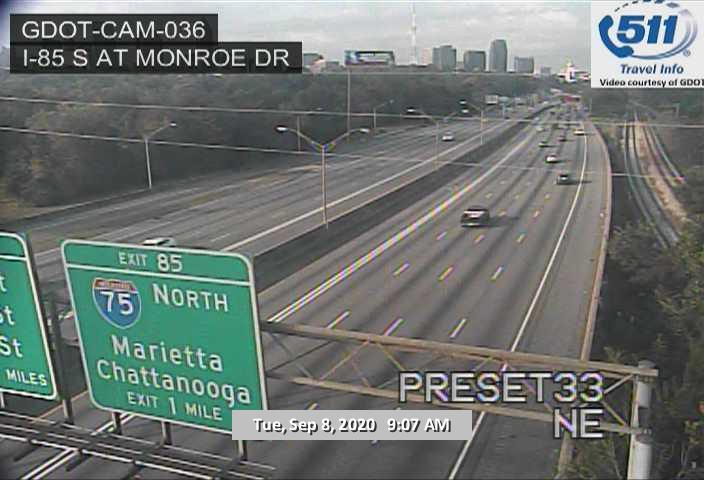 GDOT-CAM-036
I-85 S AT MONROE DR
511
Travel Info
Video courtesy of GDOT
St
MILES
EXIT 85
INTERSTATE
75 NORTH
Marietta
Chattanooga
EXIT 1 MILE
PRESET33
NE
Tue, Sep 8, 2020 9:07 AM